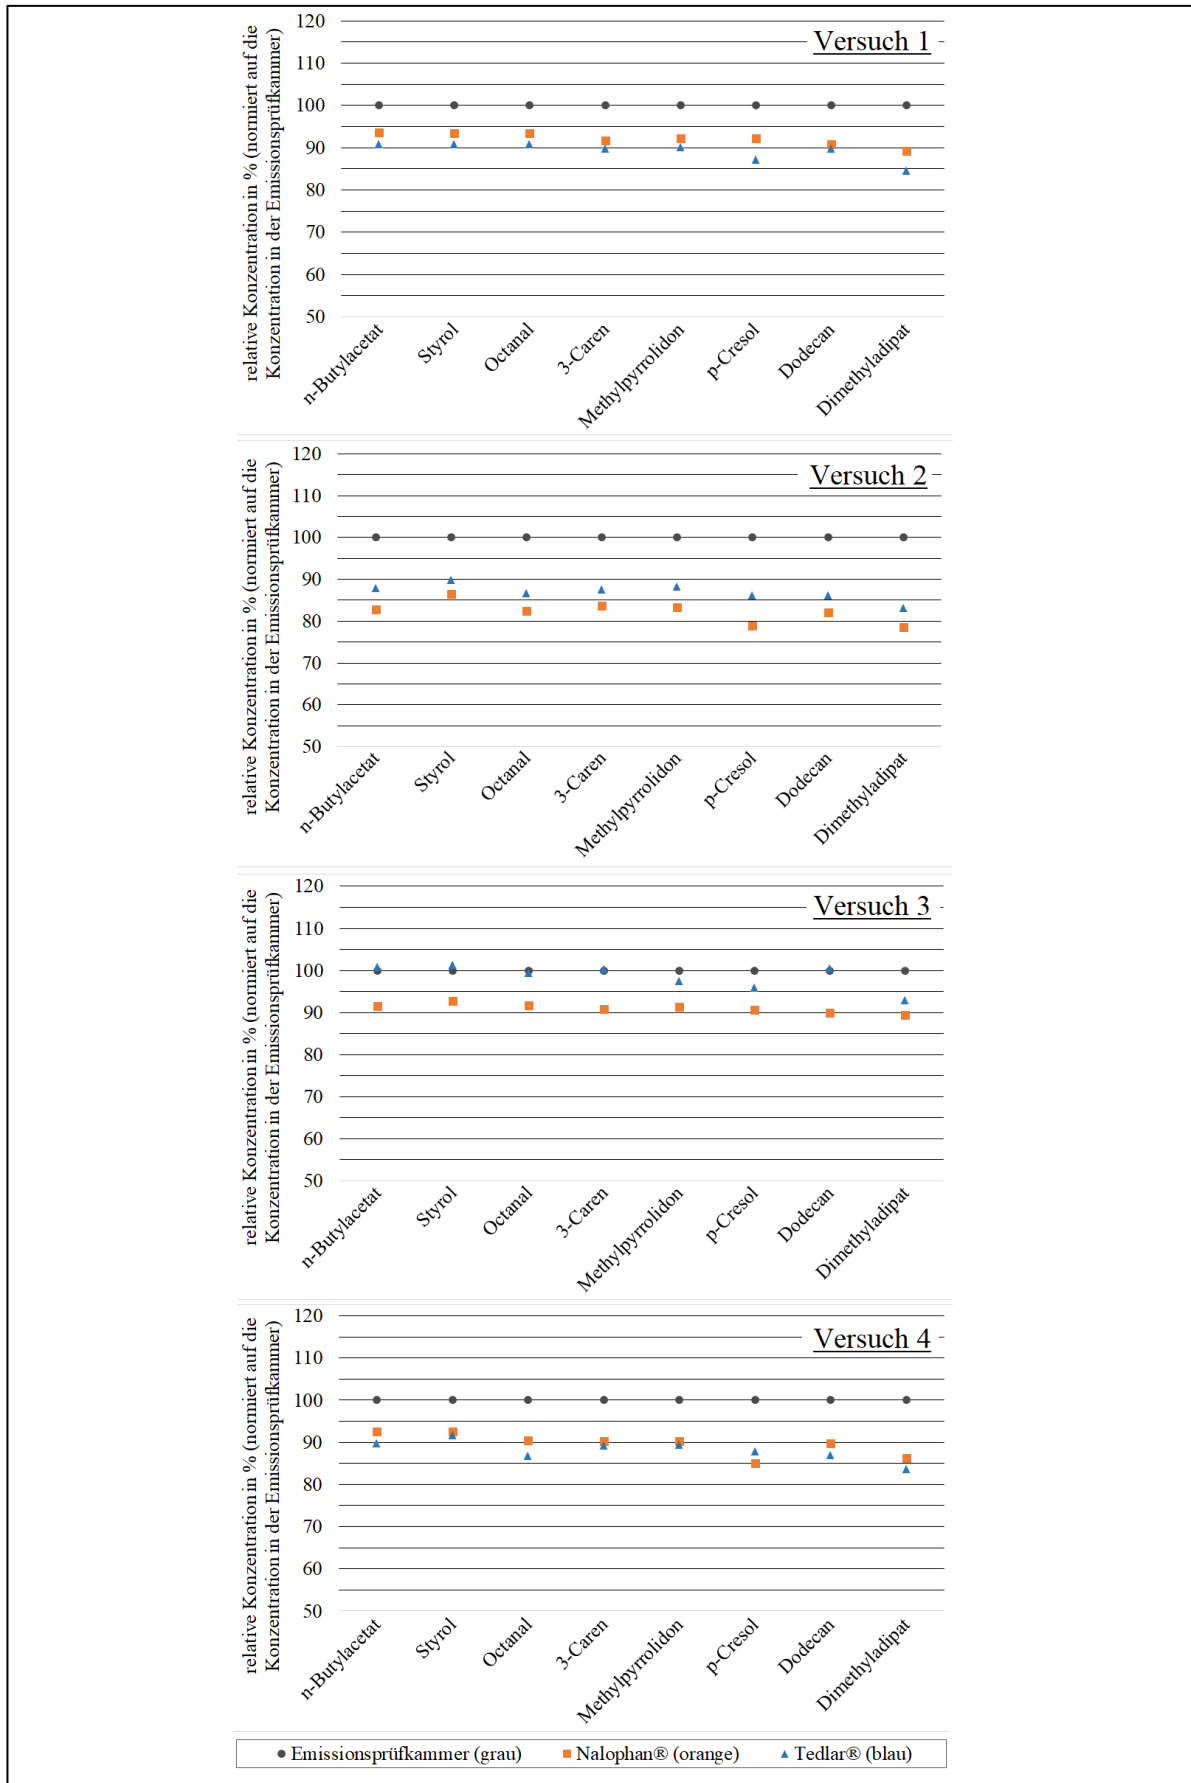 relative Konzentration in % (normiert auf die
Konzentration in der Emissionsprüfkammer)
120
110
100
90
80
70
60
50
Versuch 1
n-Butylacetat
Styrol
Octanal
3-Caren
Methylpyrrolidon
p-Cresol
Dodecan
Dimethyladipat
relative Konzentration in % (normiert auf die
Konzentration in der Emissionsprüfkammer)
120
110
100
90
80
70
60
50
Versuch 2
n-Butylacetat
Styrol
Octanal
3-Caren
Methylpyrrolidon
p-Cresol
Dodecan
Dimethyladipat
relative Konzentration in % (normiert auf die
Konzentration in der Emissionsprüfkammer)
120
110
100
90
80
70
60
50
Versuch 3
n-Butylacetat
Styrol
Octanal
3-Caren
Methylpyrrolidon
p-Cresol
Dodecan
Dimethyladipat
relative Konzentration in % (normiert auf die
Konzentration in der Emissionsprüfkammer)
120
110
100
90
80
70
60
50
Versuch 4
n-Butylacetat
Styrol
Octanal
3-Caren
Methylpyrrolidon
p-Cresol
Dodecan
Dimethyladipat
Emissionsprüfkammer (grau) Nalophan® (orange) Tedlar® (blau)